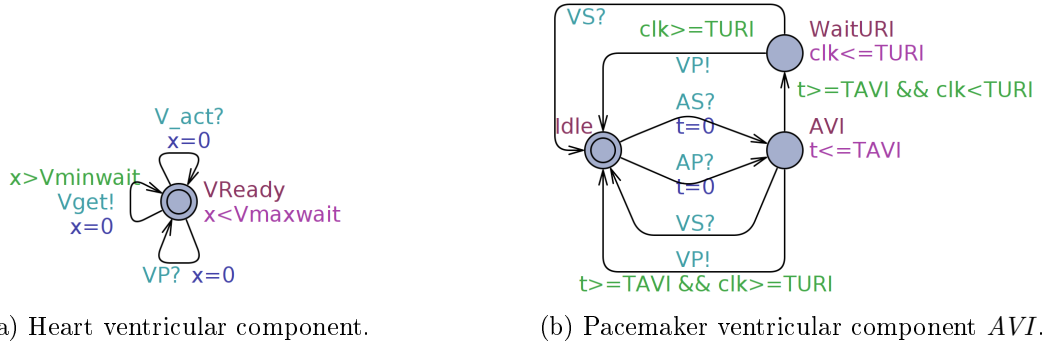 V_act?
x=0
x>Vminwait
Vget!
x=0
VReady
x<Vmaxwait
VP? x=0
a) Heart ventricular component.
VS?
clk>=TURI
VP!
WaitURI
clk<=TURI
t>=TAVI && clk<TURI
AS?
t=0
Idle
AVI
t<=TAVI
AP?
t=0
VS?
VP!
t>=TAVI && clk>=TURI
(b) Pacemaker ventricular component AVI.